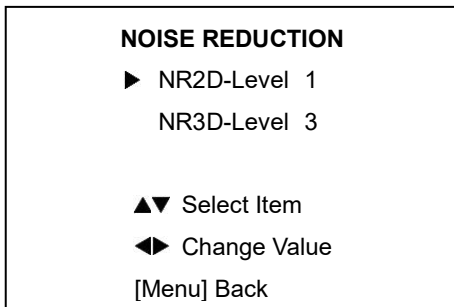 NOISE REDUCTION
▶ NR2D-Level 1
NR3D-Level 3
▲▼ Select Item
◀▶ Change Value
[Menu] Back